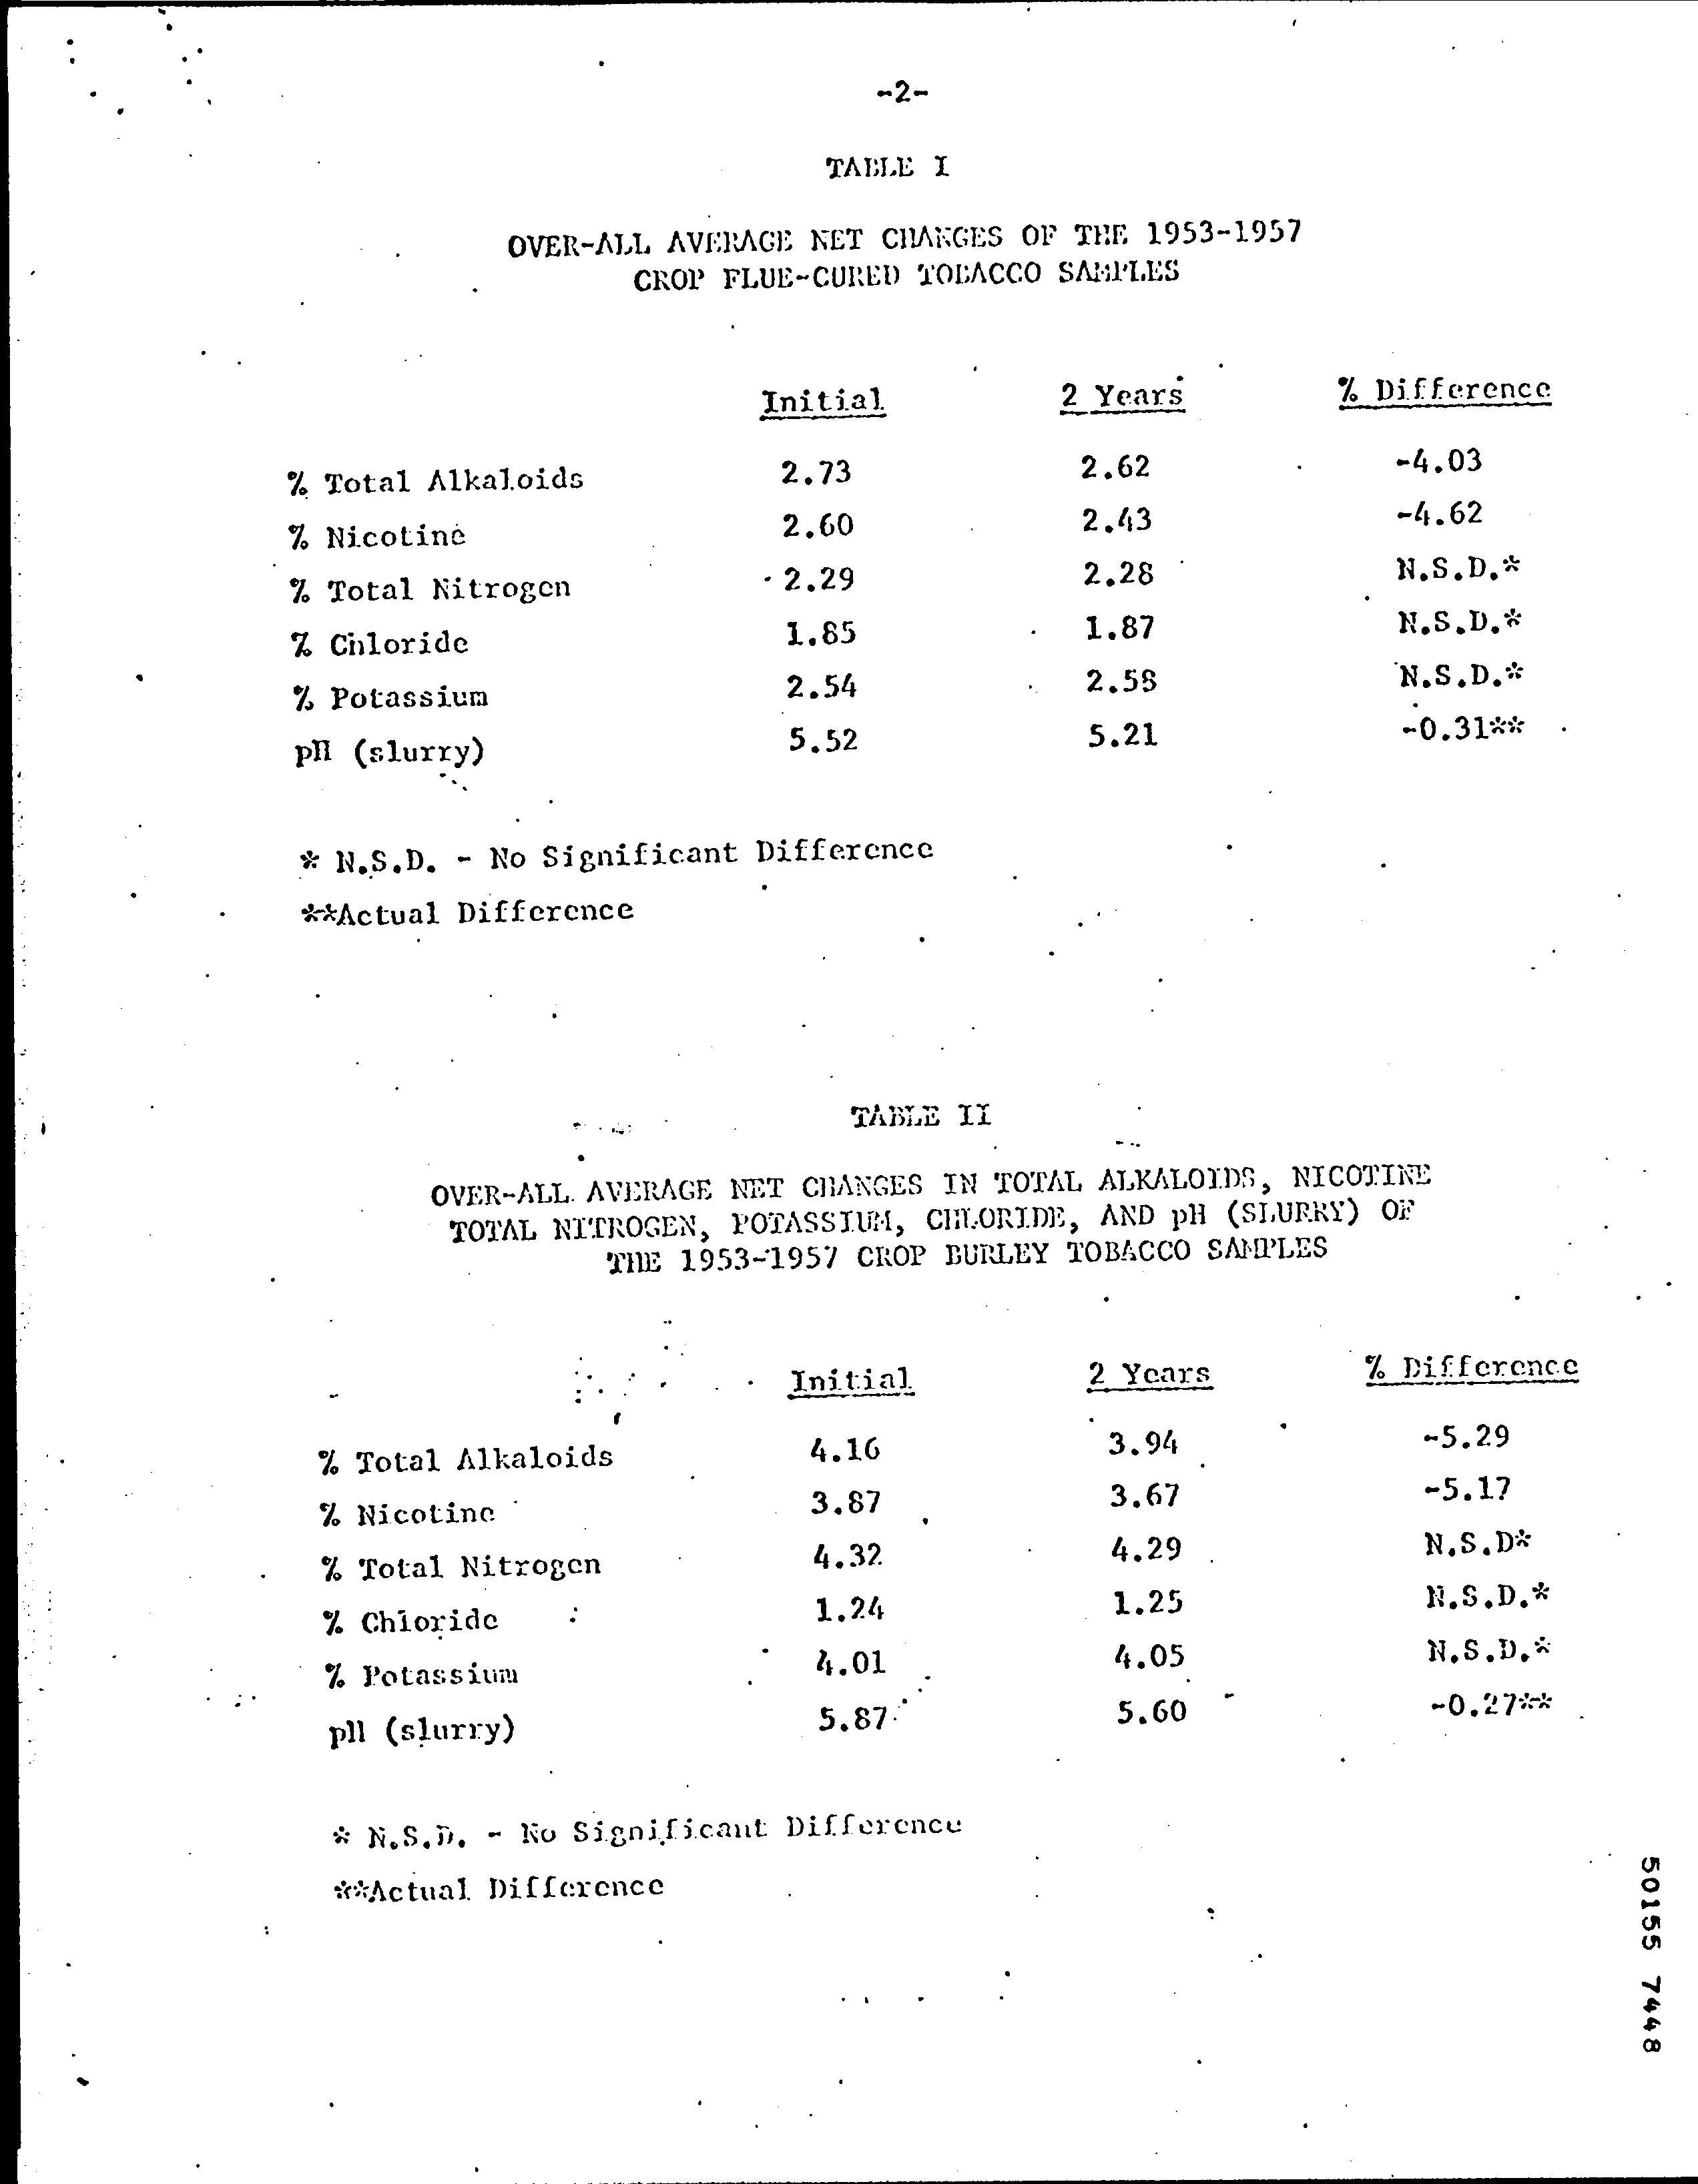 -2-
TABLE I
OVER-ALL AVERAGE NET CHANGES OF THE 1953-1957
CROP FLUE-CURED TOBACCO SAMPLES
Initial 2 Years % Difference
% Total Alkaloids 2.73 2.62 -4.03
% Nicotine 2.60 2.43 -4.62
% Total Nitrogen 2.29 2.28 N.S.D.*
% Chloride 1.85 1.87 N.S.D.*
% Potassium 2.54 2.58 N.S.D.*
pH (slurry) 5.52 5.21 -0.31**
* N.S.D. - No Significant Difference
**Actual Difference
TABLE II
OVER-ALL AVERAGE NET CHANGES IN TOTAL ALKALOIDS, NICOTINE
TOTAL NITROGEN, POTASSIUM, CHLORIDE, AND pH (SLURRY) OF
THE 1953-1957 CROP BURLEY TOBACCO SAMPLES
Initial 2 Years % Difference
% Total Alkaloids 4.16 3.94 -5.29
% Nicotine 3.87 3.67 -5.17
% Total Nitrogen 4.32 4.29 N.S.D*
% Chloride 1.24 1.25 N.S.D.*
% Potassium 4.01 4.05 N.S.D.*
pH (slurry) 5.87 5.60 -0.27**
* N.S.D. - No Significant Difference
**Actual Difference
50155 7448